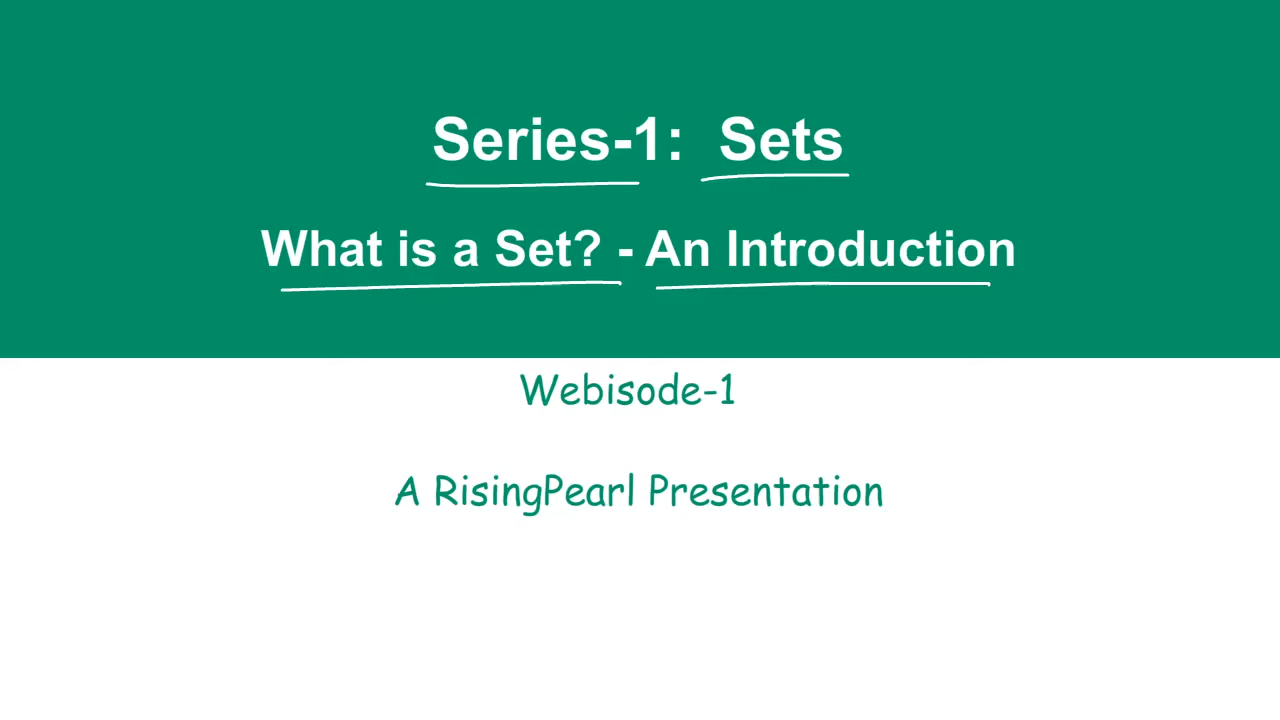 Series-1: Sets
What is a Set? - An Introduction
Webisode-1
A RisingPearl Presentation